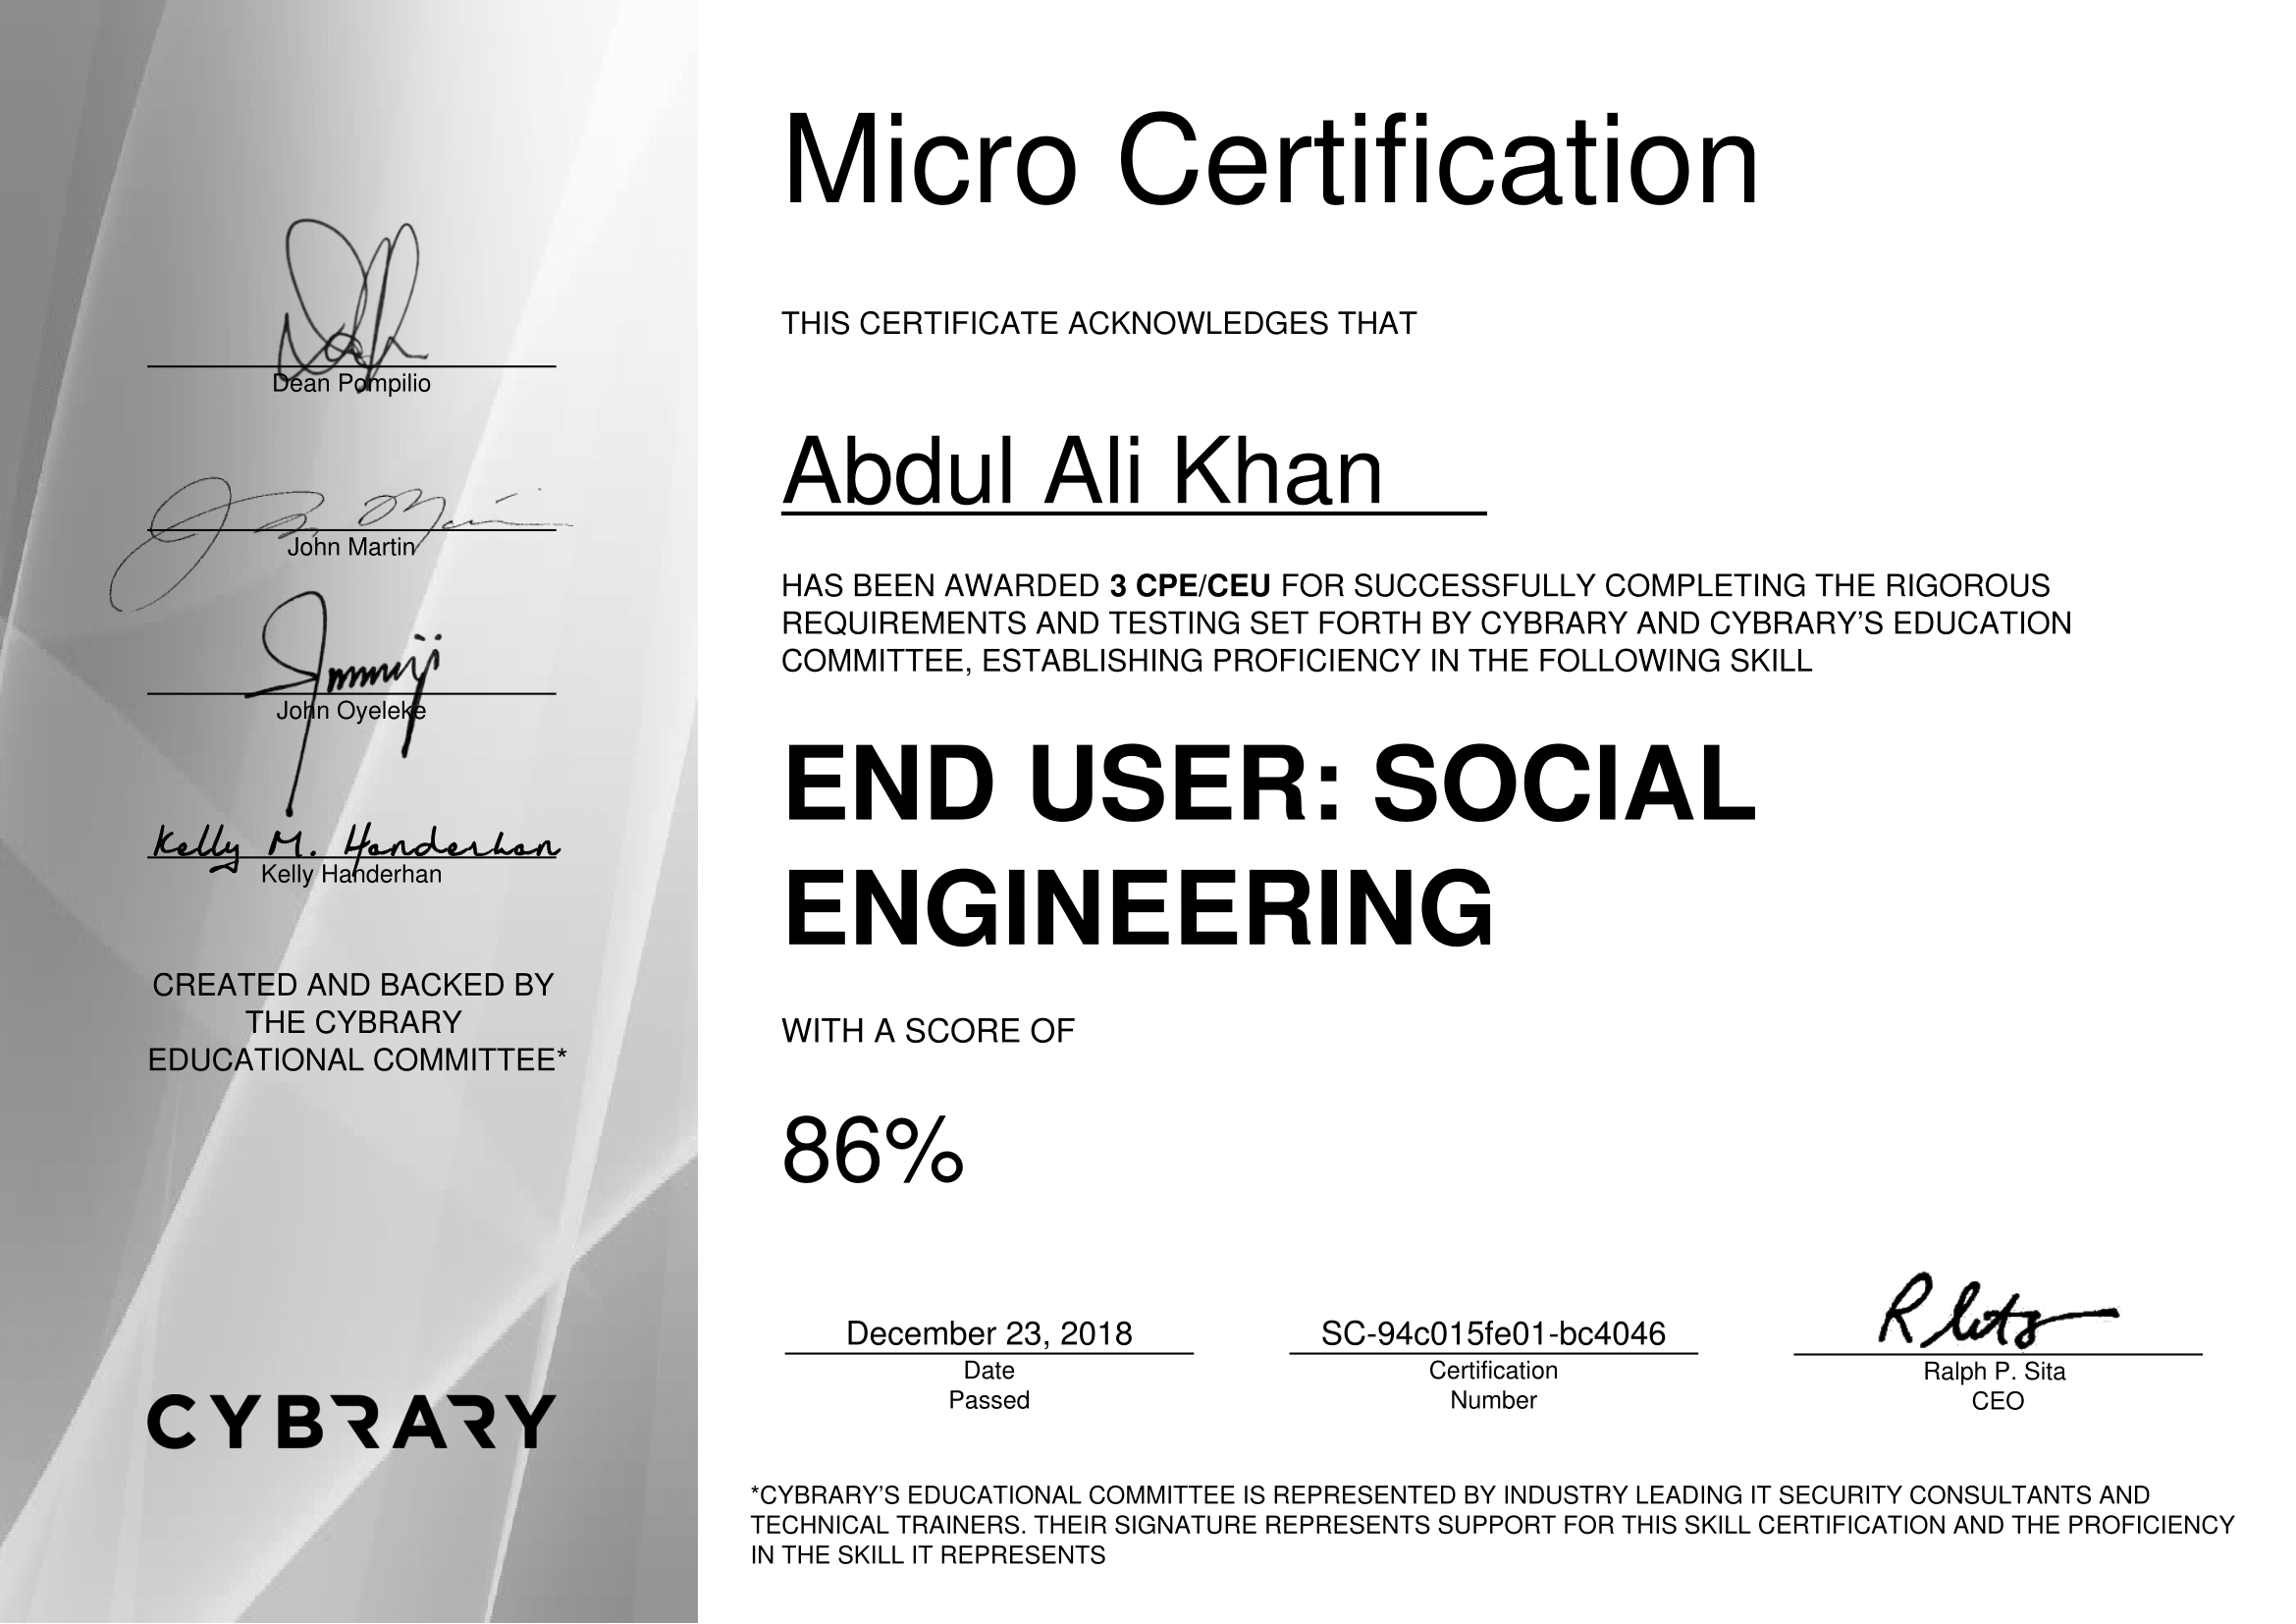 Micro Certification
THIS CERTIFICATE ACKNOWLEDGES THAT
Abdul Ali Khan
HAS BEEN AWARDED 3 CPE/CEU FOR SUCCESSFULLY COMPLETING THE RIGOROUS
REQUIREMENTS AND TESTING SET FORTH BY CYBRARY AND CYBRARY'S EDUCATION
COMMITTEE, ESTABLISHING PROFICIENCY IN THE FOLLOWING SKILL
END USER: SOCIAL
ENGINEERING
WITH A SCORE OF
86%
December 23, 2018
Date
Passed
SC-94c015fe01-bc4046
Certification
Number
Ralph P. Sita
CEO
*CYBRARY'S EDUCATIONAL COMMITTEE IS REPRESENTED BY INDUSTRY LEADING IT SECURITY CONSULTANTS AND
TECHNICAL TRAINERS. THEIR SIGNATURE REPRESENTS SUPPORT FOR THIS SKILL CERTIFICATION AND THE PROFICIENCY
IN THE SKILL IT REPRESENTS
Dean Pompilio
John Martin
John Oyeleke
Kelly M. Handerhan
Kelly Handerhan
CREATED AND BACKED BY
THE CYBRARY
EDUCATIONAL COMMITTEE*
CYBRARY